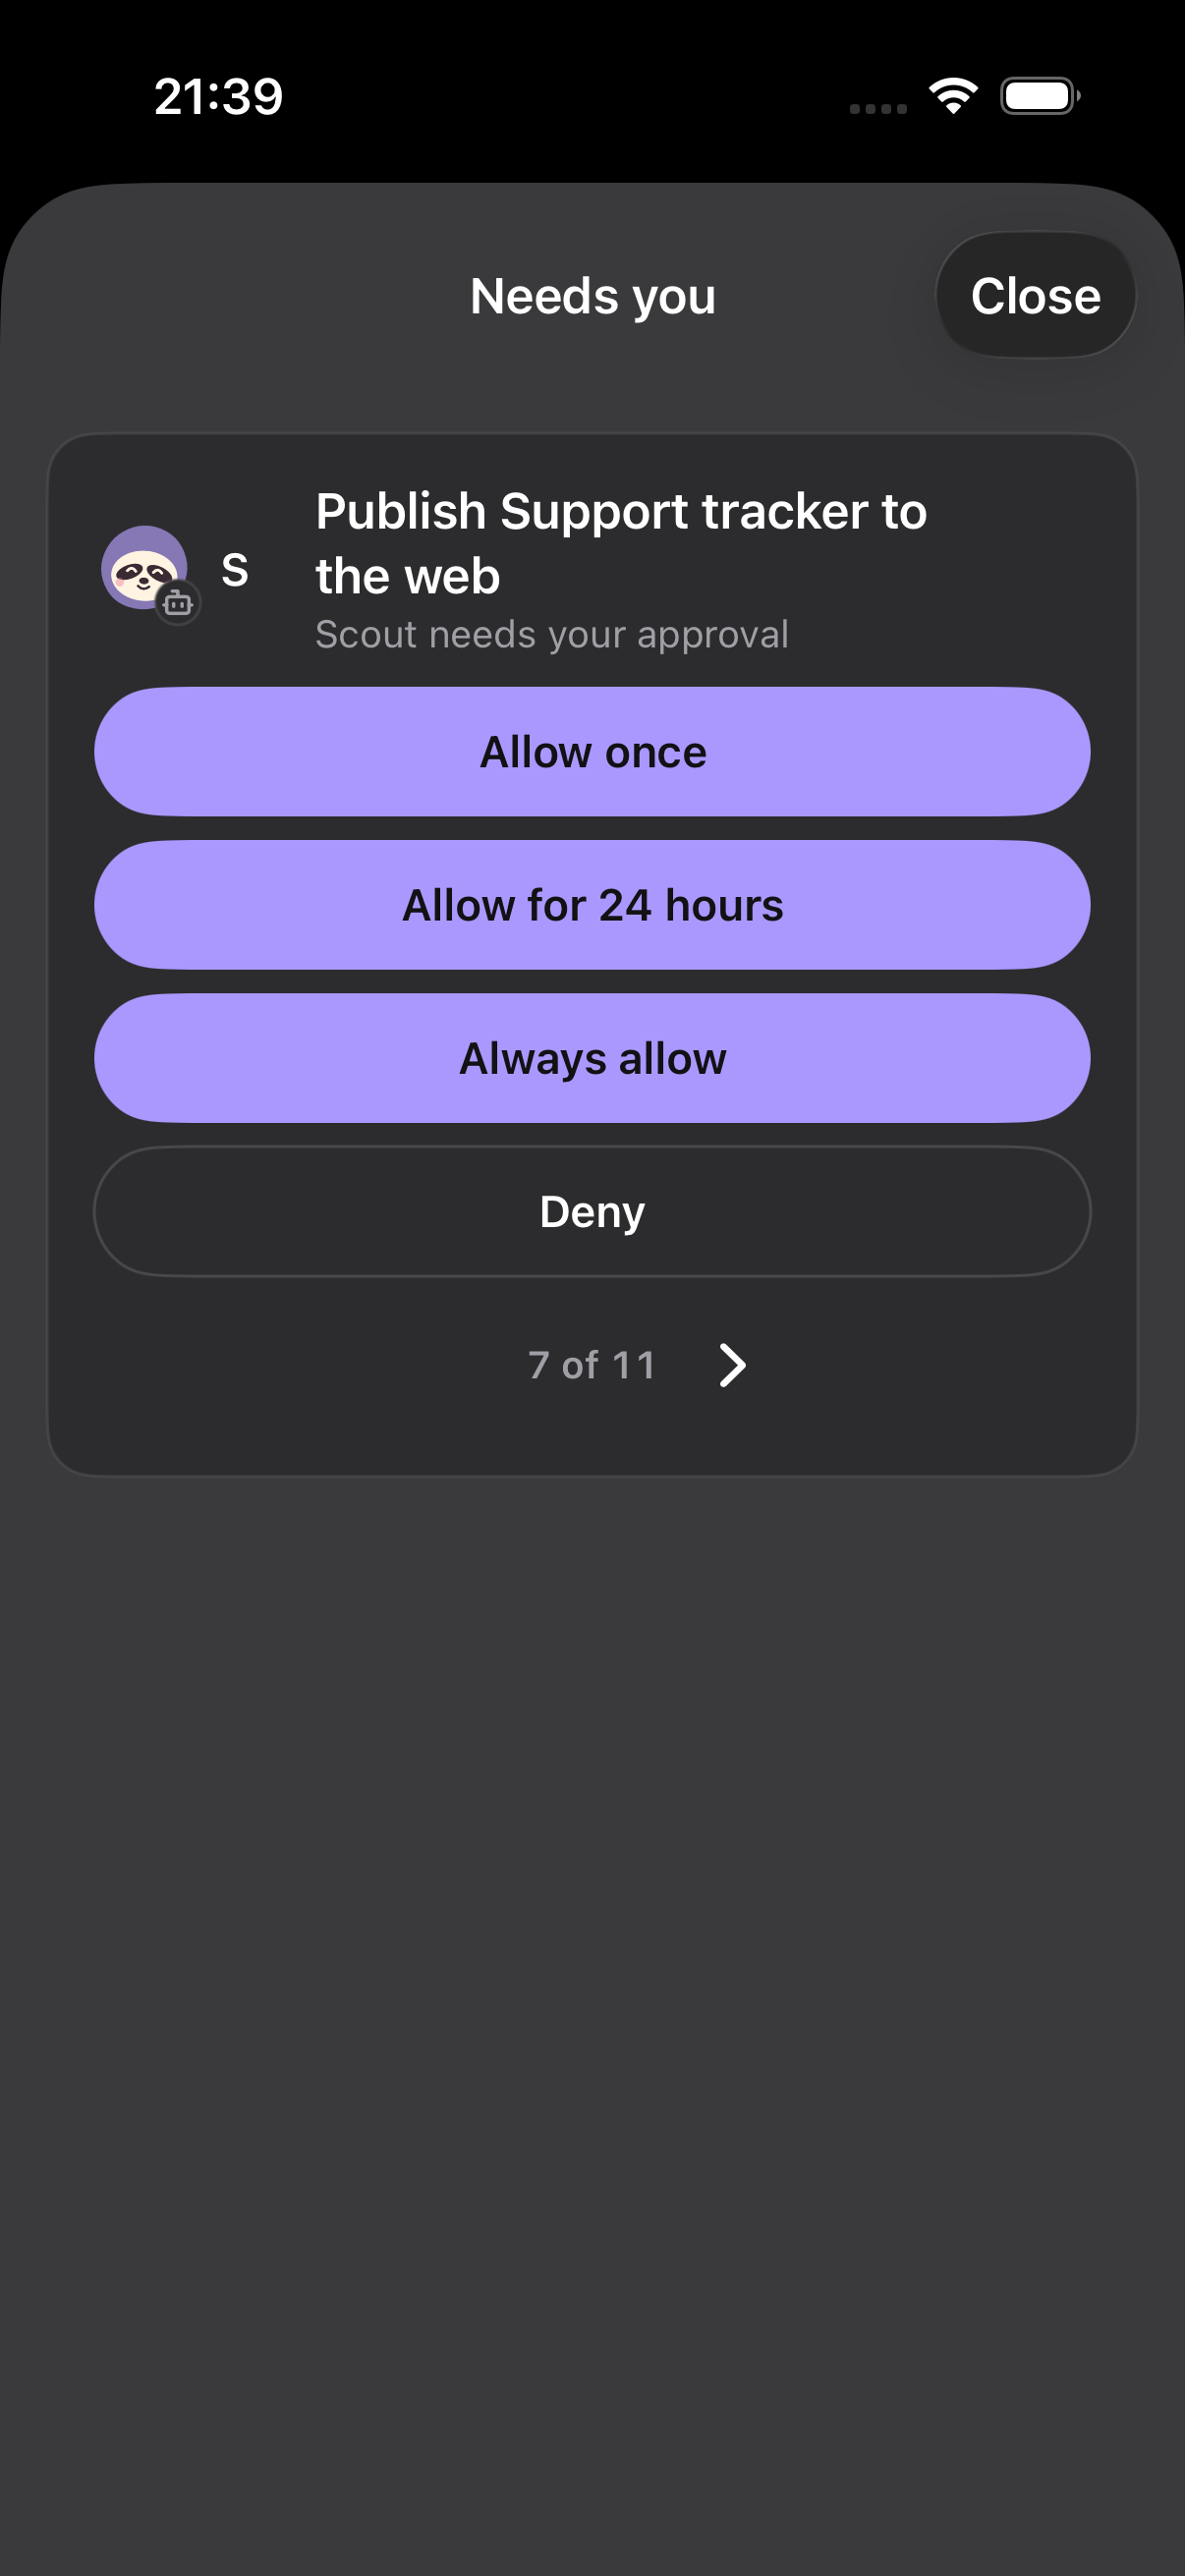 21:39
Needs you
Close
S
Publish Support tracker to
the web
Scout needs your approval
Allow once
Allow for 24 hours
Always allow
Deny
7 of 11